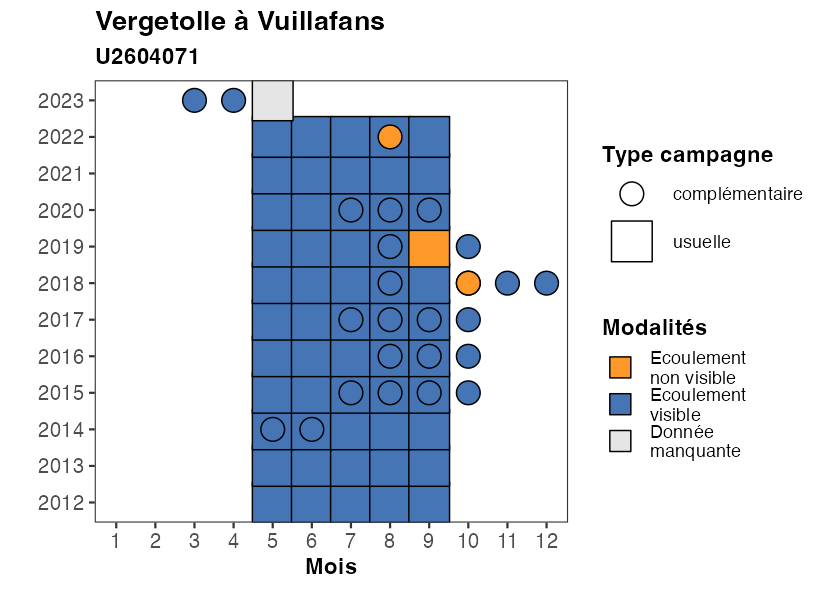 Vergetolle à Vuillafans
U2604071
2023
2022
2021
2020
2019
2018
2017
2016
2015
2014
2013
2012
1 2 3 4 5 6 7 8 9 10 11 12
Mois
Type campagne
complémentaire
usuelle
Modalités
Ecoulement
non visible
Ecoulement
visible
Donnée
manquante